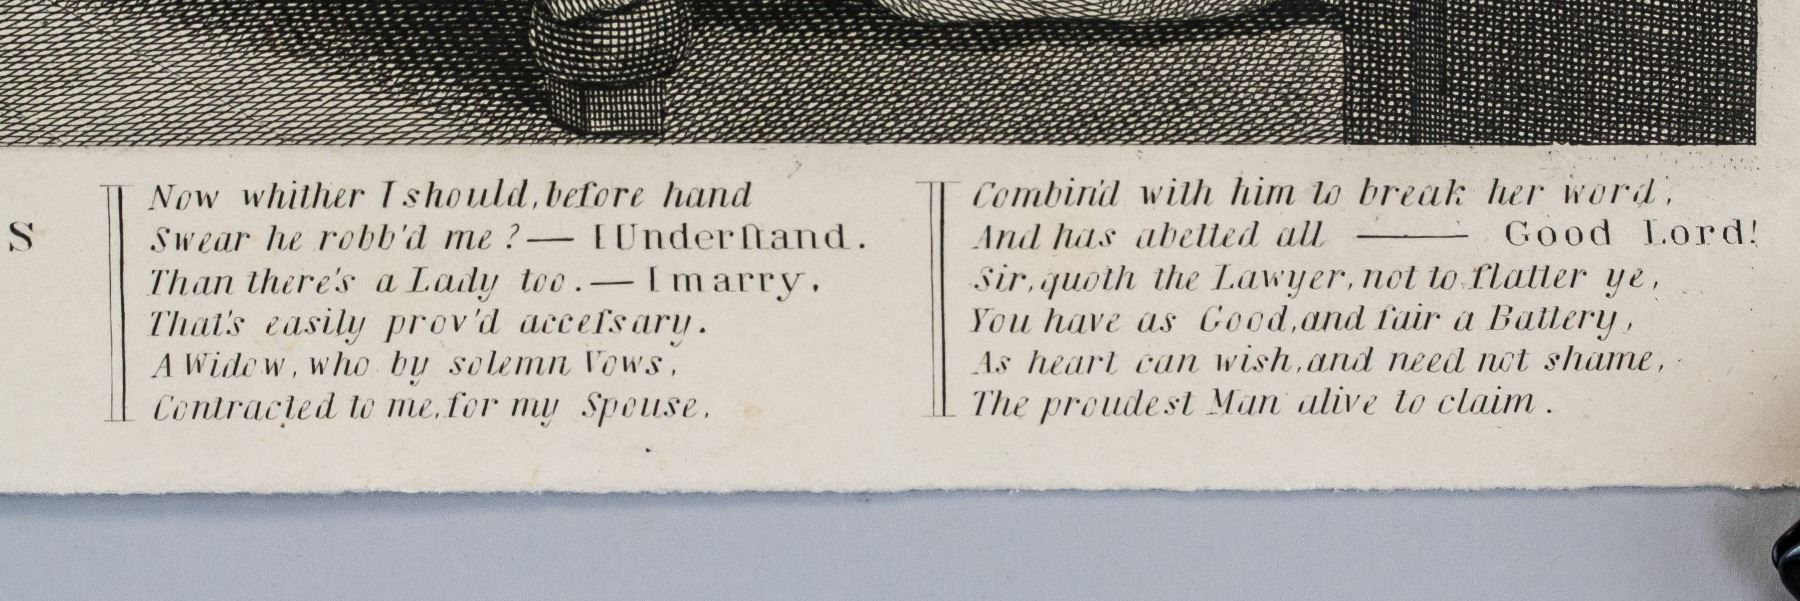 S
Now whither I should, before hand
Swear he robb'd me?— I Underſtand.
Than there's a Lady too.— I marry,
That's easily prov'd acceſsary.
A Widow, who by solemn Vows,
Contracted to me, for my Spouse,
Combin'd with him to break her word,
And has abetted all —— Good Lord!
Sir, quoth the Lawyer, not to flatter ye,
You have as Good, and fair a Battery,
As heart can wish, and need not shame,
The proudest Man alive to claim.